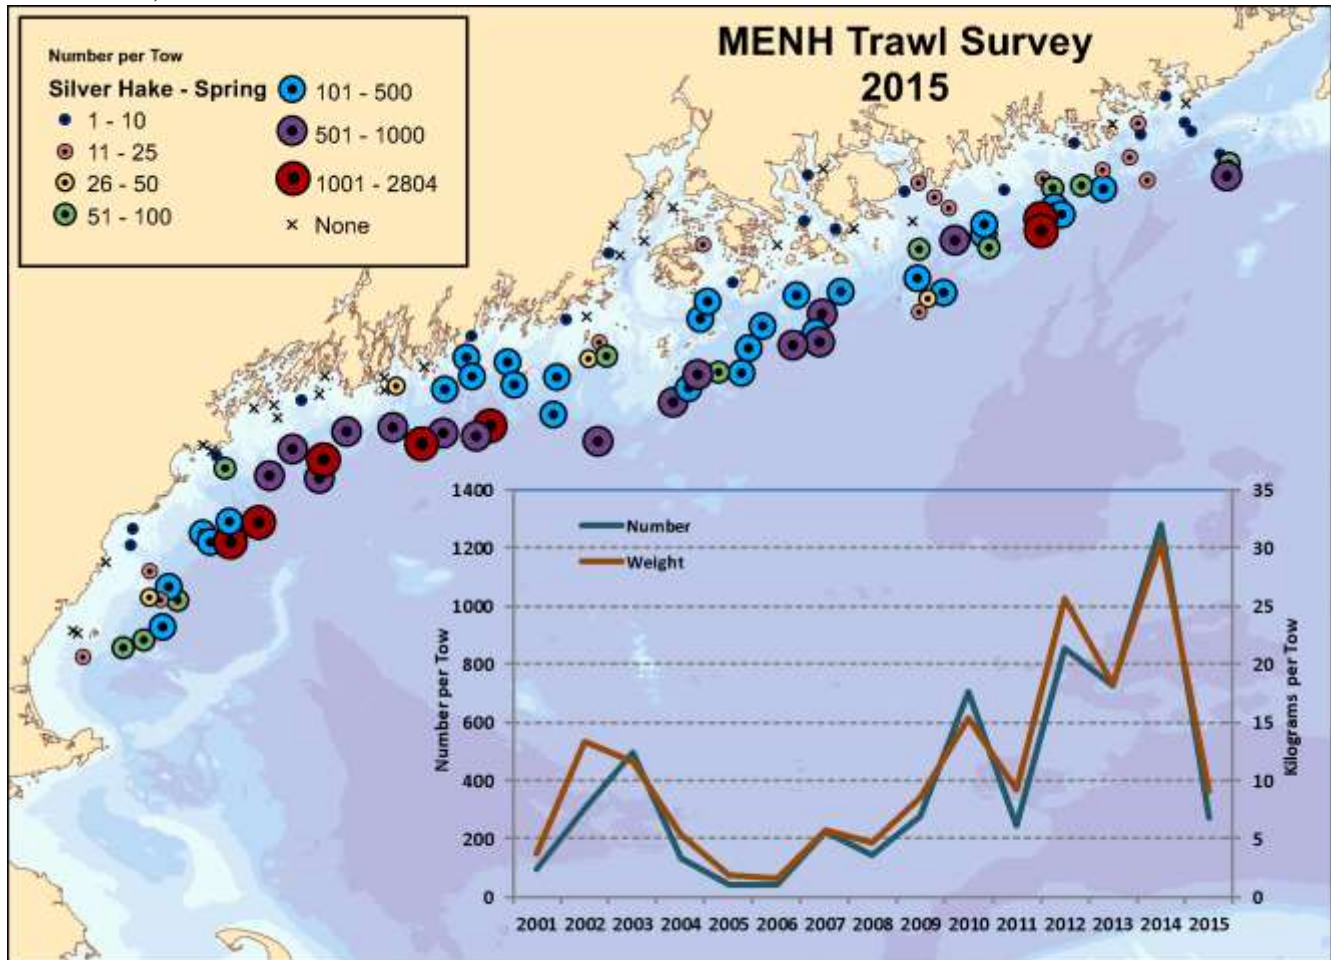 MENH Trawl Survey
2015
Number per Tow
Silver Hake - Spring
1 - 10
11 - 25
26 - 50
51 - 100
101 - 500
501 - 1000
1001 - 2804
× None
Number
Weight
Number per Tow
1400
1200
1000
800
600
400
200
0
Kilograms per Tow
35
30
25
20
15
10
5
0
2001 2002 2003 2004 2005 2006 2007 2008 2009 2010 2011 2012 2013 2014 2015